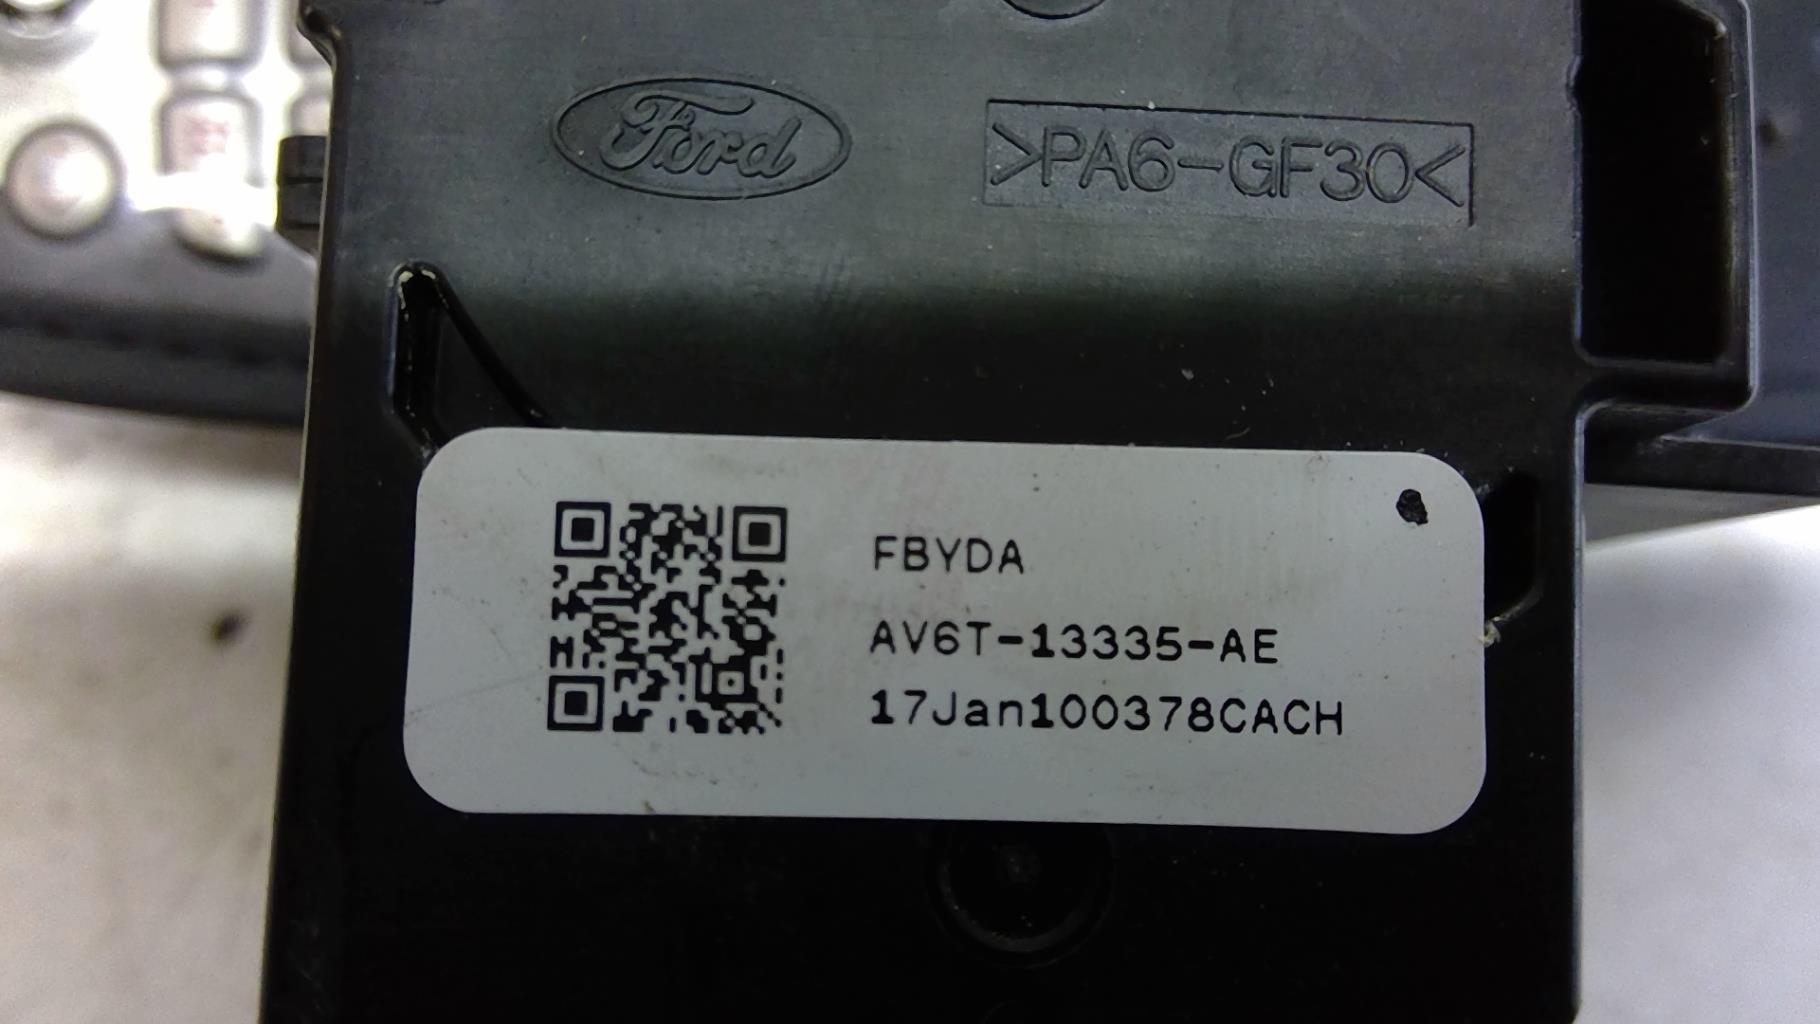 Ford
>PA6-GF30<
FBYDA
AV6T-13335-AE
17Jan100378CACH